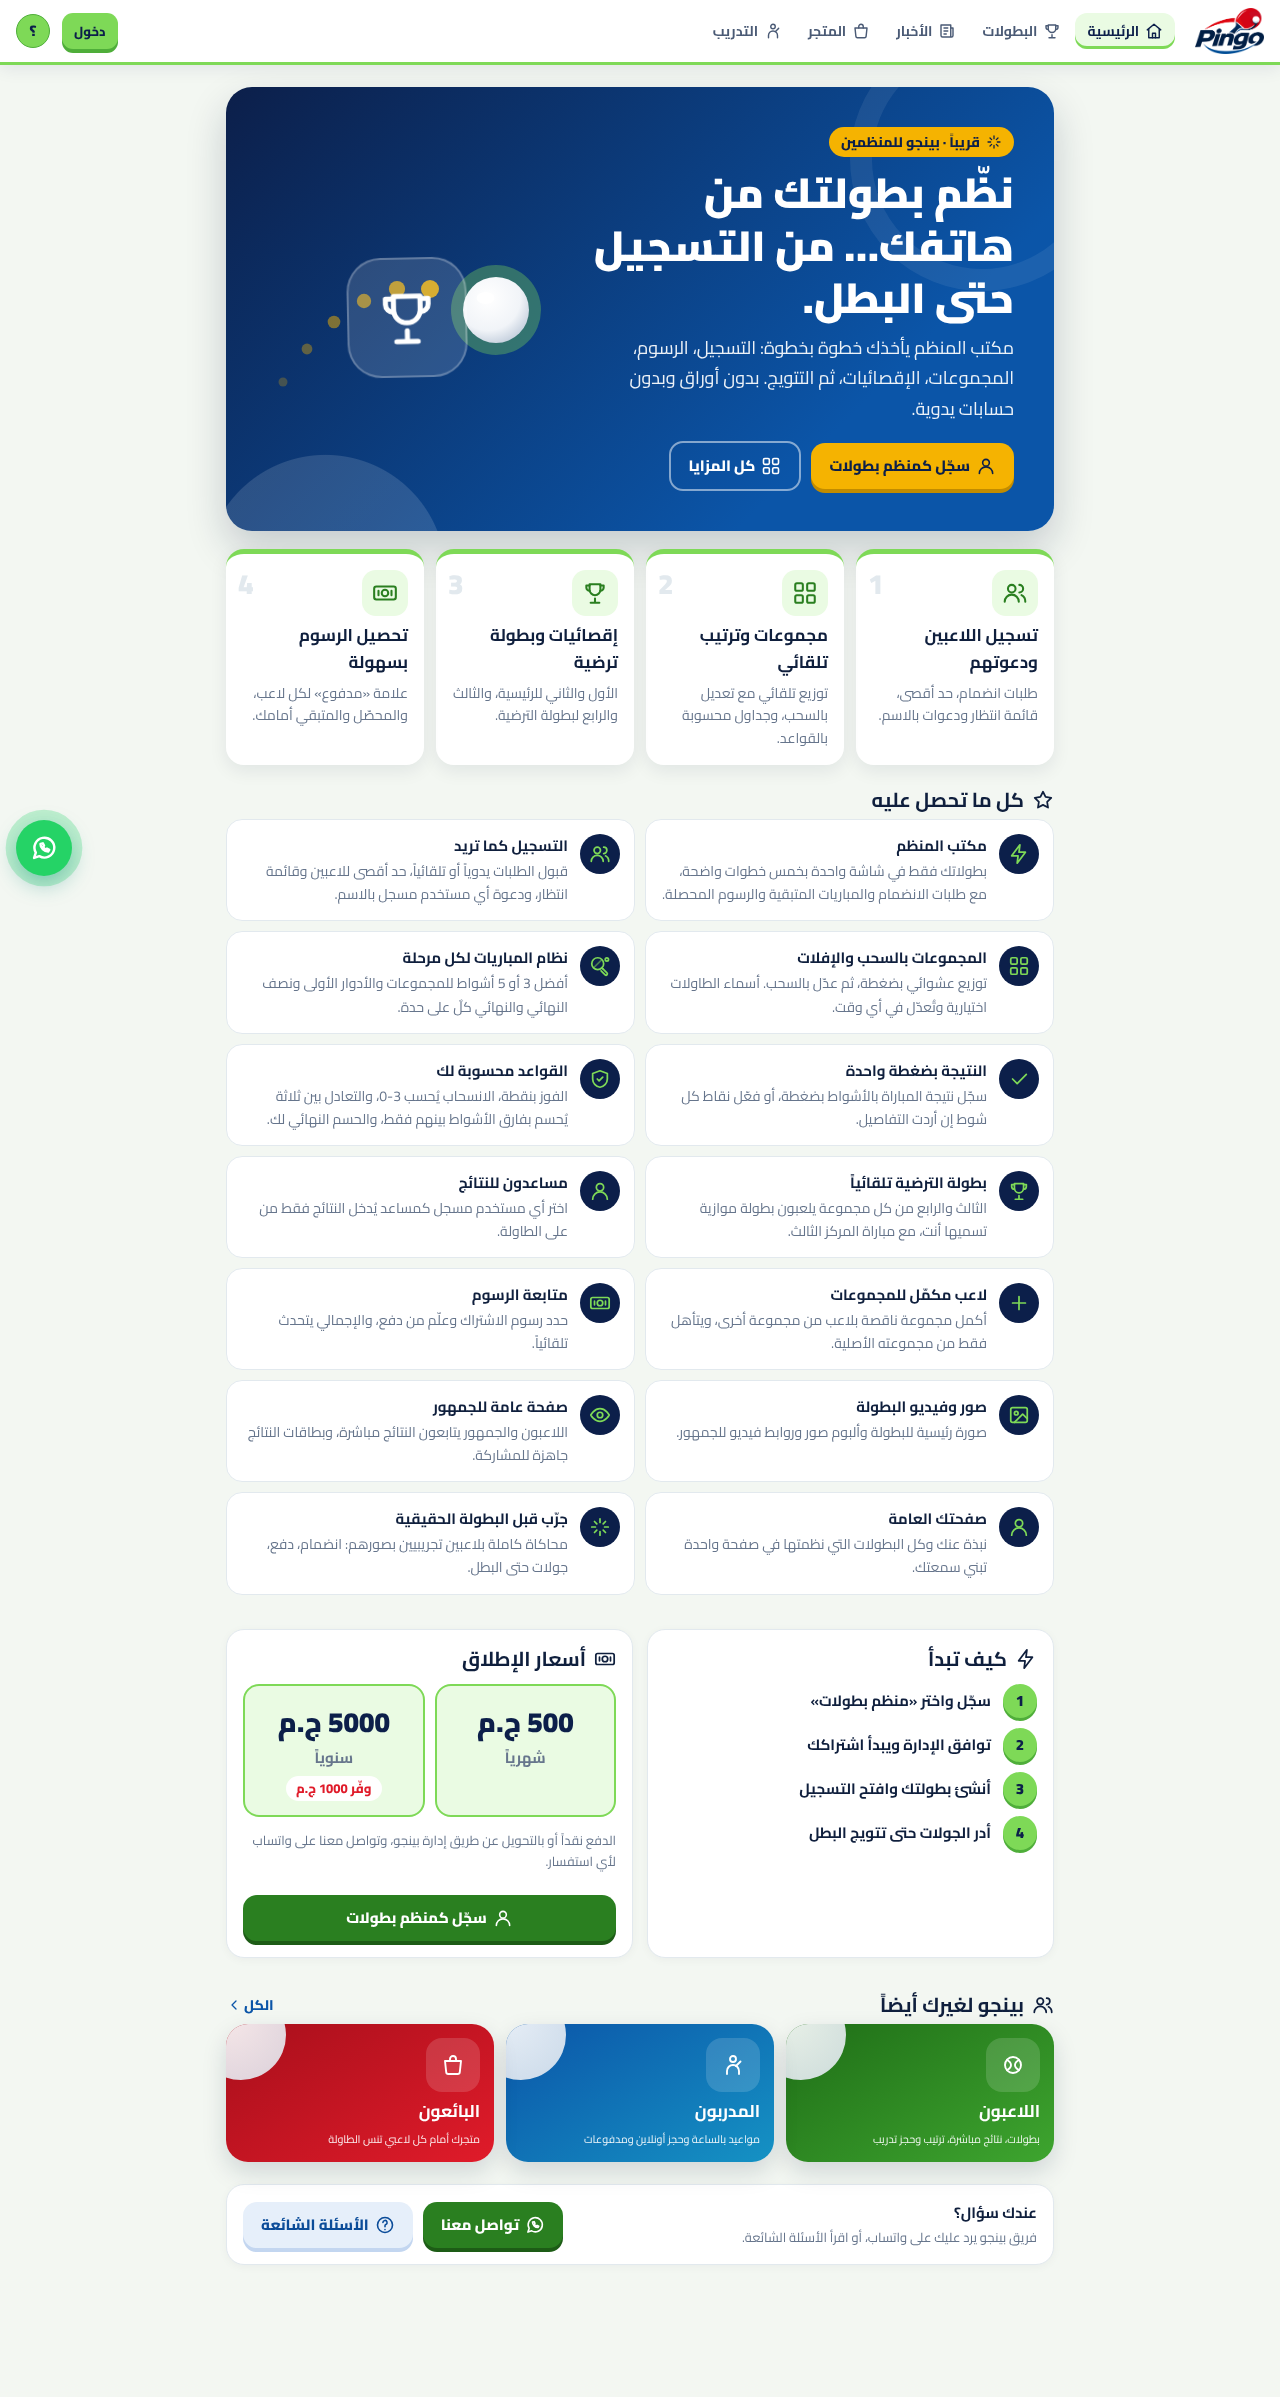 Pingo
الرئيسية
البطولات
الأخبار
المتجر
التدريب
دخول
؟
قريباً · بينجو للمنظمين
نظّم بطولتك من
هاتفك... من التسجيل
حتى البطل.
مكتب المنظم يأخذك خطوة بخطوة: التسجيل، الرسوم،
المجموعات، الإقصائيات، ثم التتويج. بدون أوراق وبدون
حسابات يدوية.
سجّل كمنظم بطولات
كل المزايا
1
تسجيل اللاعبين
ودعوتهم
طلبات انضمام، حد أقصى،
قائمة انتظار ودعوات بالاسم.
2
مجموعات وترتيب
تلقائي
توزيع تلقائي مع تعديل
بالسحب، وجداول محسوبة
بالقواعد.
3
إقصائيات وبطولة
ترضية
الأول والثاني للرئيسية، والثالث
والرابع لبطولة الترضية.
4
تحصيل الرسوم
بسهولة
علامة «مدفوع» لكل لاعب،
والمحصّل والمتبقي أمامك.
كل ما تحصل عليه
مكتب المنظم
بطولاتك فقط في شاشة واحدة بخمس خطوات واضحة،
مع طلبات الانضمام والمباريات المتبقية والرسوم المحصلة.
التسجيل كما تريد
قبول الطلبات يدوياً أو تلقائياً، حد أقصى للاعبين وقائمة
انتظار، ودعوة أي مستخدم مسجل بالاسم.
المجموعات بالسحب والإفلات
توزيع عشوائي بضغطة، ثم عدّل بالسحب. أسماء الطاولات
اختيارية وتُعدّل في أي وقت.
نظام المباريات لكل مرحلة
أفضل 3 أو 5 أشواط للمجموعات والأدوار الأولى ونصف
النهائي والنهائي كلّ على حدة.
النتيجة بضغطة واحدة
سجّل نتيجة المباراة بالأشواط بضغطة، أو فعّل نقاط كل
شوط إن أردت التفاصيل.
القواعد محسوبة لك
الفوز بنقطة، الانسحاب يُحسب 3-0، والتعادل بين ثلاثة
يُحسم بفارق الأشواط بينهم فقط، والحسم النهائي لك.
بطولة الترضية تلقائياً
الثالث والرابع من كل مجموعة يلعبون بطولة موازية
تسميها أنت، مع مباراة المركز الثالث.
مساعدون للنتائج
اختر أي مستخدم مسجل كمساعد يُدخل النتائج فقط من
على الطاولة.
لاعب مكمّل للمجموعات
أكمل مجموعة ناقصة بلاعب من مجموعة أخرى، ويتأهل
فقط من مجموعته الأصلية.
متابعة الرسوم
حدد رسوم الاشتراك وعلّم من دفع، والإجمالي يتحدث
تلقائياً.
صور وفيديو البطولة
صورة رئيسية للبطولة وألبوم صور وروابط فيديو للجمهور.
صفحة عامة للجمهور
اللاعبون والجمهور يتابعون النتائج مباشرة، وبطاقات النتائج
جاهزة للمشاركة.
صفحتك العامة
نبذة عنك وكل البطولات التي نظمتها في صفحة واحدة
تبني سمعتك.
جرّب قبل البطولة الحقيقية
محاكاة كاملة بلاعبين تجريبيين بصورهم: انضمام، دفع،
جولات حتى البطل.
كيف تبدأ
1 سجّل واختر «منظم بطولات»
2 توافق الإدارة ويبدأ اشتراكك
3 أنشئ بطولتك وافتح التسجيل
4 أدر الجولات حتى تتويج البطل
أسعار الإطلاق
500 ج.م
شهرياً
5000 ج.م
سنوياً
وفّر 1000 ج.م
الدفع نقداً أو بالتحويل عن طريق إدارة بينجو، وتواصل معنا على واتساب
لأي استفسار.
سجّل كمنظم بطولات
بينجو لغيرك أيضاً
الكل
اللاعبون
بطولات، نتائج مباشرة، ترتيب وحجز تدريب
المدربون
مواعيد بالساعة وحجز أونلاين ومدفوعات
البائعون
متجرك أمام كل لاعبي تنس الطاولة
عندك سؤال؟
فريق بينجو يرد عليك على واتساب، أو اقرأ الأسئلة الشائعة.
تواصل معنا
الأسئلة الشائعة